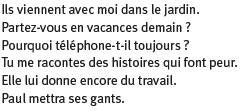 Ils viennent avec moi dans le jardin.
Partez-vous en vacances demain ?
Pourquoi téléphone-t-il toujours ?
Tu me racontes des histoires qui font peur.
Elle lui donne encore du travail.
Paul mettra ses gants.